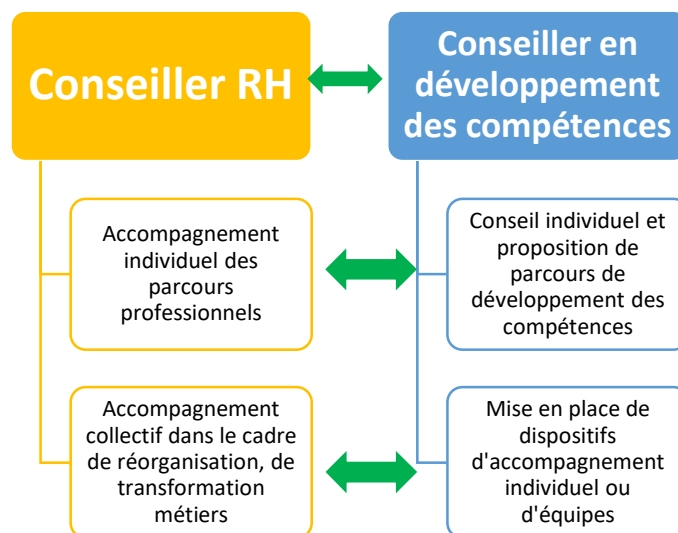 Conseiller RH
Conseiller en
développement
des compétences
Accompagnement
individuel des
parcours
professionnels
Conseil individuel et
proposition de
parcours de
développement des
compétences
Accompagnement
collectif dans le cadre
de réorganisation, de
transformation
métiers
Mise en place de
dispositifs
d'accompagnement
individuel ou
d'équipes